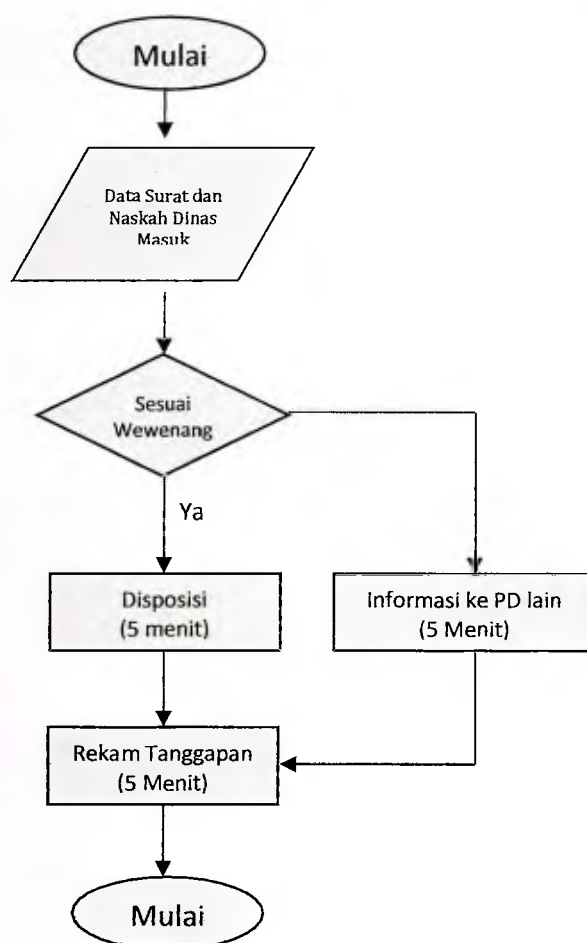 Mulai
Data Surat dan
Naskah Dinas
Masuk
Sesuai
Wewenang
Ya
Disposisi
(5 menit)
Informasi ke PD lain
(5 Menit)
Rekam Tanggapan
(5 Menit)
Mulai